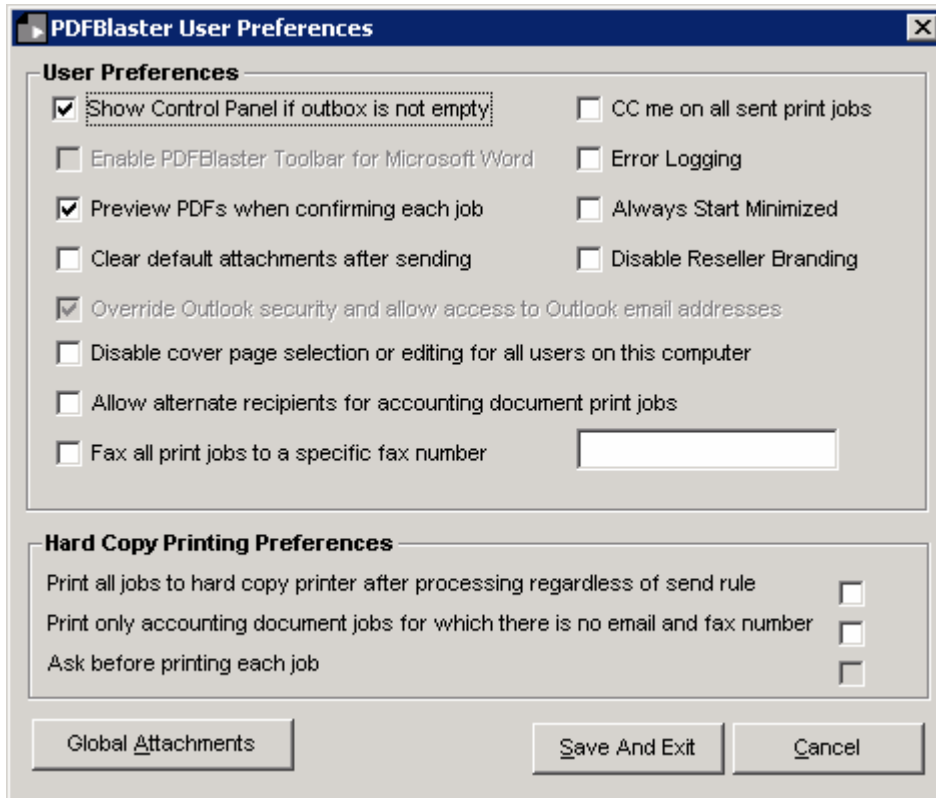 PDFBlaster User Preferences
User Preferences
Show Control Panel if outbox is not empty
CC me on all sent print jobs
Enable PDFBlaster Toolbar for Microsoft Word
Error Logging
Preview PDFs when confirming each job
Always Start Minimized
Clear default attachments after sending
Disable Reseller Branding
Override Outlook security and allow access to Outlook email addresses
Disable cover page selection or editing for all users on this computer
Allow alternate recipients for accounting document print jobs
Fax all print jobs to a specific fax number
Hard Copy Printing Preferences
Print all jobs to hard copy printer after processing regardless of send rule
Print only accounting document jobs for which there is no email and fax number
Ask before printing each job
Global Attachments
Save And Exit
Cancel